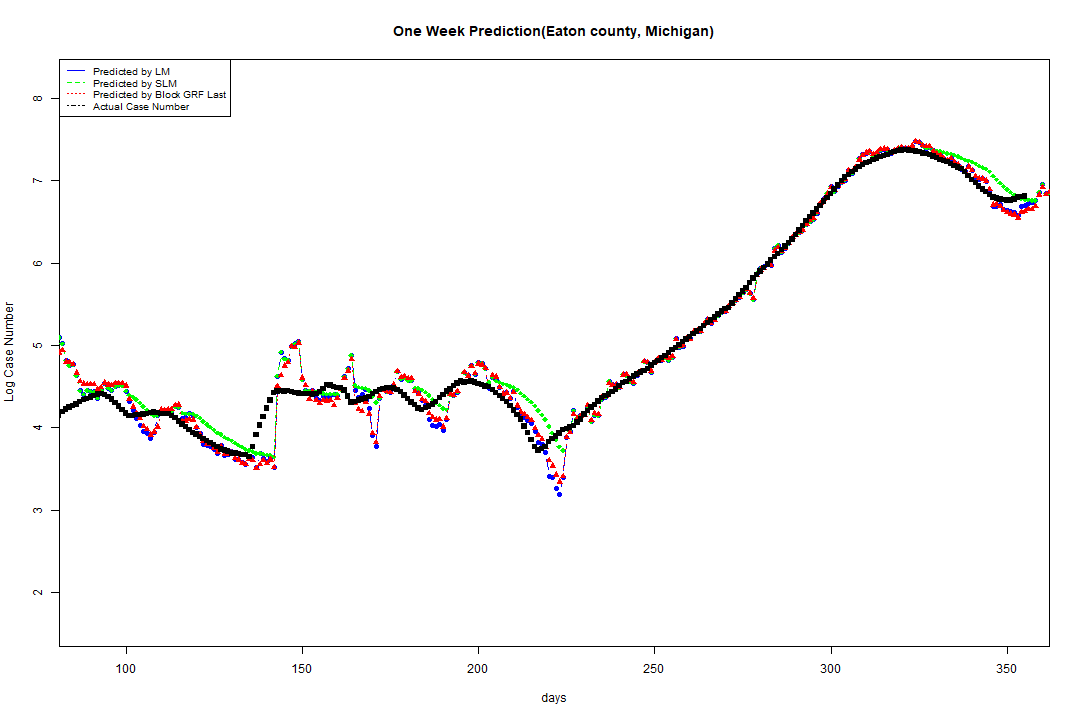 One Week Prediction(Eaton county, Michigan)
Predicted by LM
Predicted by SLM
Predicted by Block GRF Last
Actual Case Number
8
7
6
5
4
3
2
Log Case Number
100 150 200 250 300 350
days